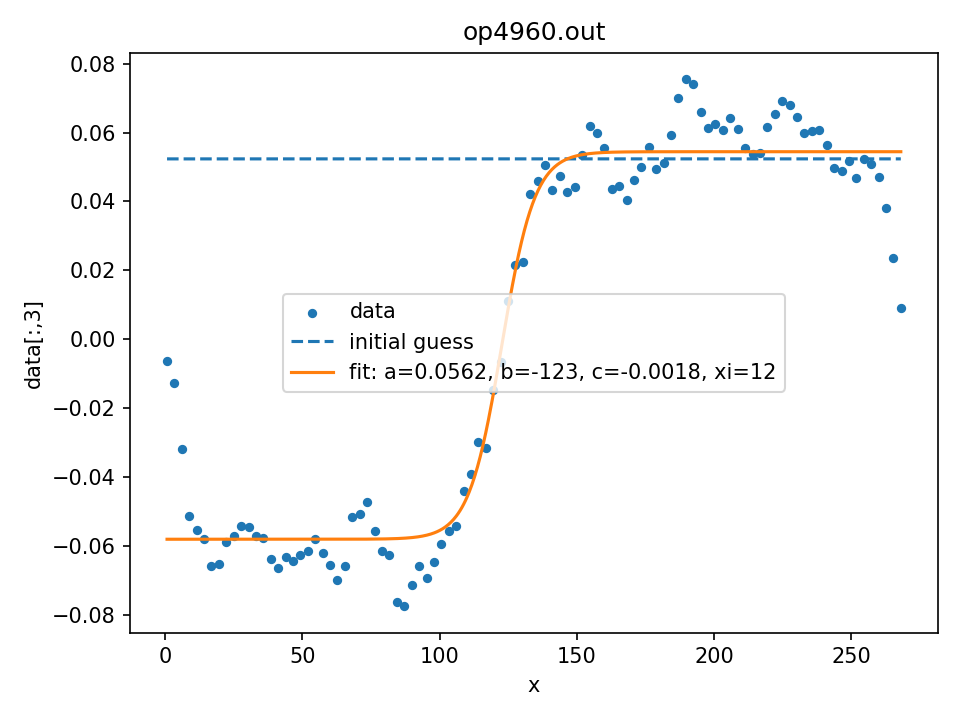 op4960.out
0.08
0.06
0.04
0.02
0.00
−0.02
−0.04
−0.06
−0.08
data[:,3]
data
initial guess
fit: a=0.0562, b=-123, c=-0.0018, xi=12
0 50 100 150 200 250
x